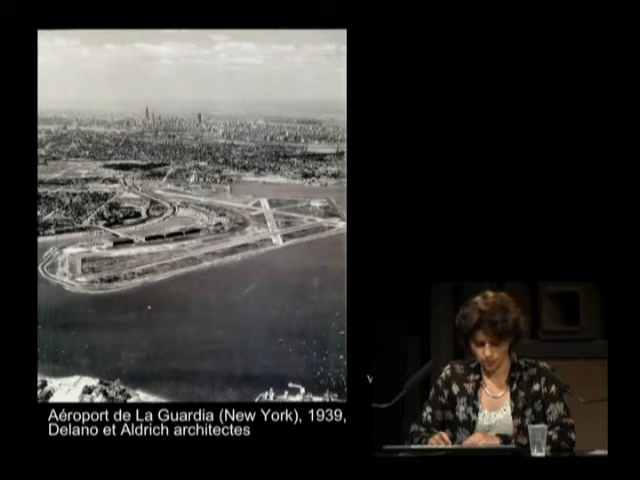 Aéroport de La Guardia (New York), 1939,
Delano et Aldrich architectes